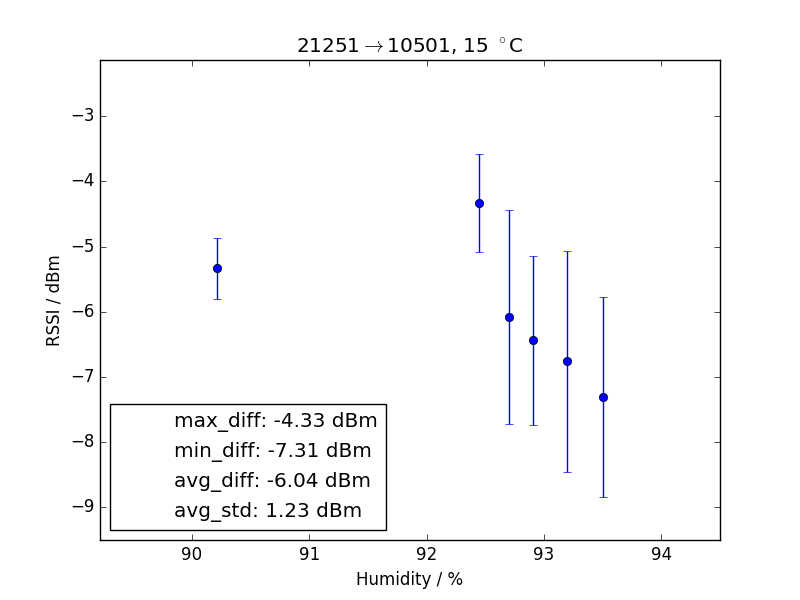 21251→10501, 15 °C
−3
−4
−5
−6
−7
−8
−9
RSSI / dBm
max_diff: -4.33 dBm
min_diff: -7.31 dBm
avg_diff: -6.04 dBm
avg_std: 1.23 dBm
90 91 92 93 94
Humidity / %